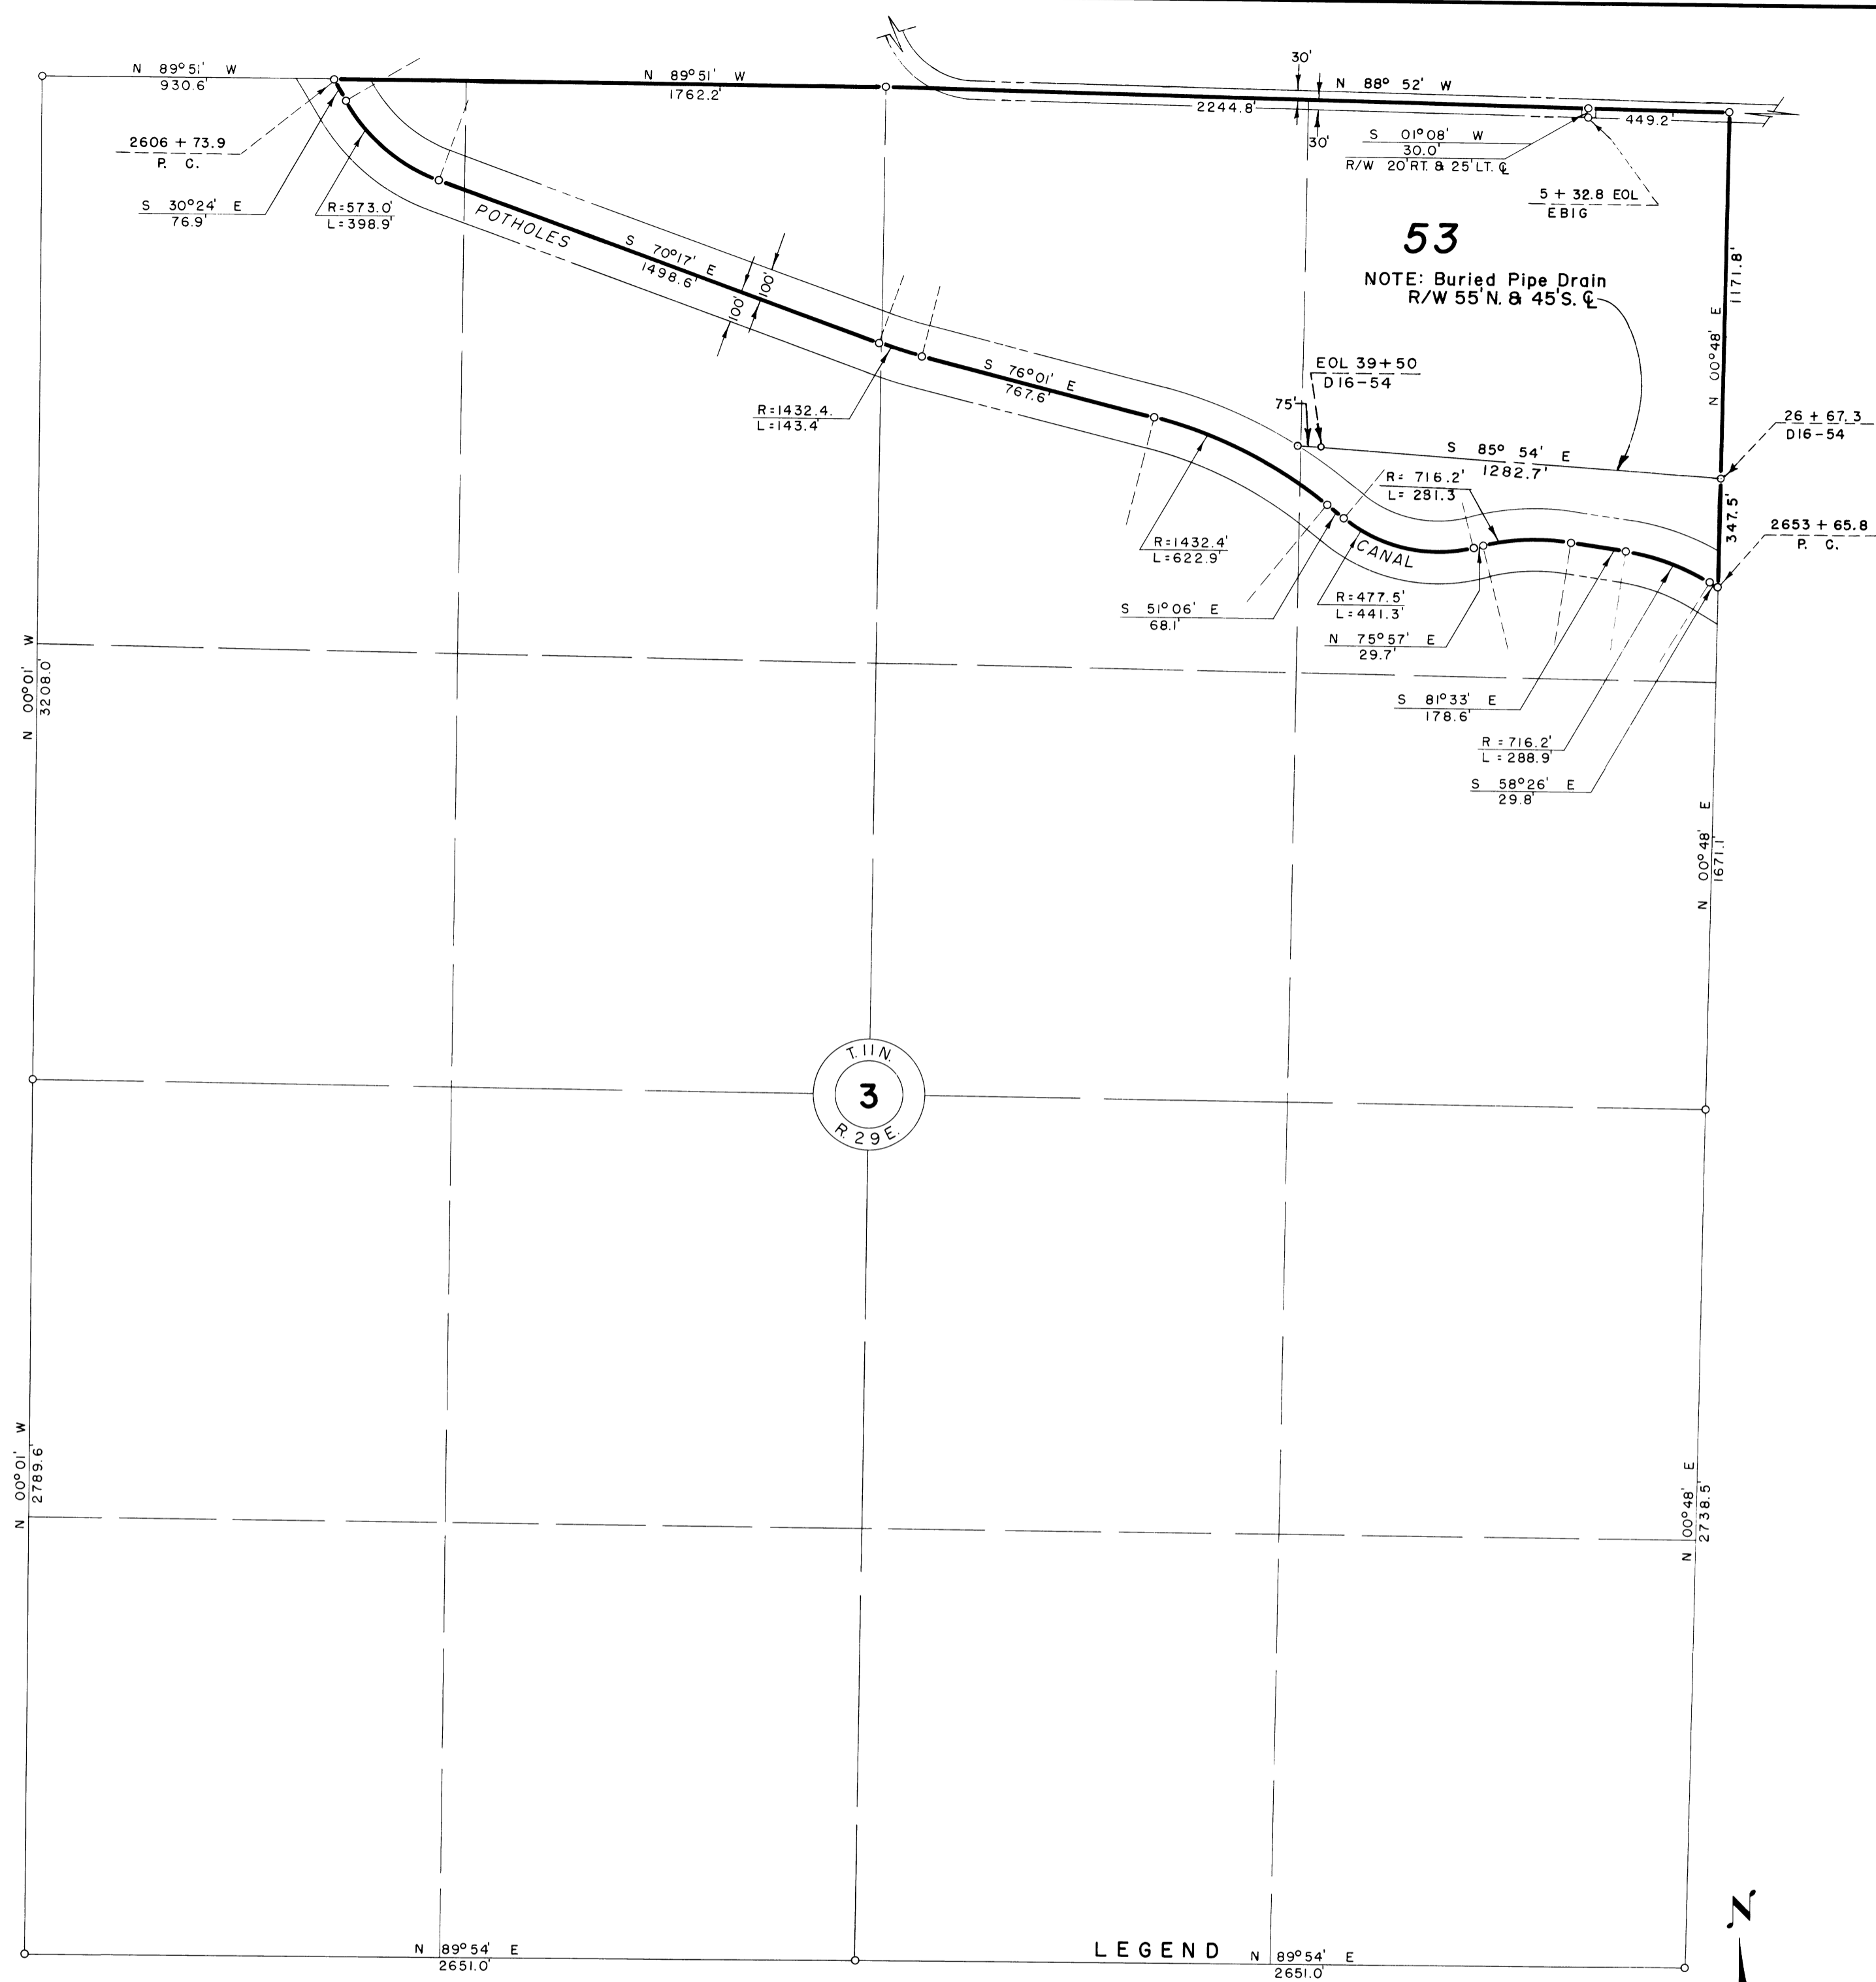 N 89°51' W
930.6'
N 89°51' W
1762.2'
30'
N 88° 52' W
2244.8'
449.2'
30'
2606 + 73.9
P. C.
S 30°24' E
76.9'
R=573.0'
L=398.9'
S 01°08' W
30.0'
R/W 20'RT. & 25'LT. ℄
5 + 32.8 EOL
EBIG
53
NOTE: Buried Pipe Drain
R/W 55'N. & 45'S. ℄
1171.8'
N 00°48' E
POTHOLES
S 70°17' E
1498.6'
100'
100'
S 76°01' E
767.6'
R=1432.4.
L=143.4'
EOL 39+50
D16-54
75'
S 85° 54' E
1282.7'
26 + 67.3
D16-54
347.5'
2653 + 65.8
P. C.
R= 716.2'
L= 281.3
CANAL
R=1432.4'
L=622.9'
S 51°06' E
68.1'
R=477.5'
L=441.3'
N 75°57' E
29.7'
S 81°33' E
178.6'
R =716.2'
L = 288.9'
S 58°26' E
29.8'
N 00°01' W
3208.0'
N 00°48' E
1671.1'
T. 11 N.
3
R. 29 E.
N 00°01' W
2789.6'
N 00°48' E
2738.5'
N 89°54' E
2651.0'
LEGEND
N 89°54' E
2651.0'
N